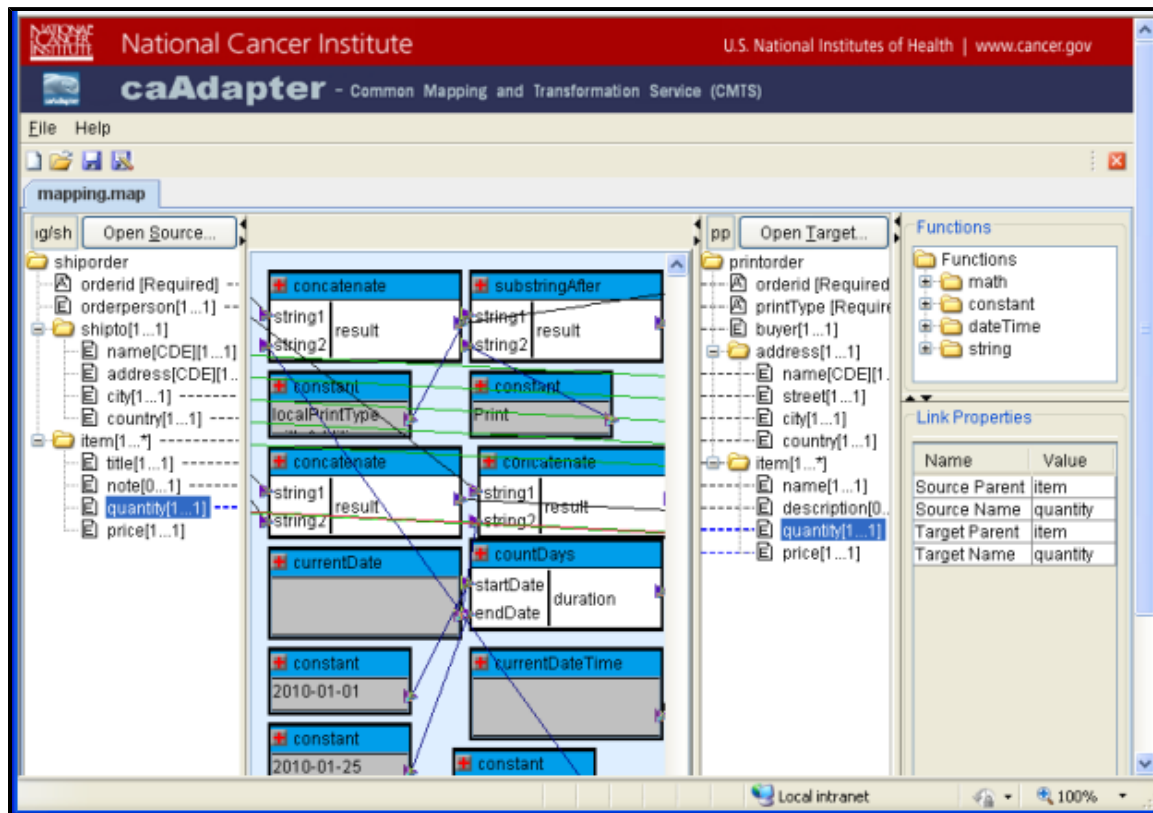 NATIONAL CANCER INSTITUTE
National Cancer Institute
U.S. National Institutes of Health | www.cancer.gov
caAdapter
caAdapter - Common Mapping and Transformation Service (CMTS)
File Help
mapping.map
ig/sh Open Source...
pp Open Target...
shiporder
orderid [Required]
orderperson[1...1]
shipto[1...1]
name[CDE][1...1]
address[CDE][1..
city[1...1]
country[1...1]
item[1...*]
title[1...1]
note[0...1]
quantity[1...1]
price[1...1]
concatenate
string1
string2
result
substringAfter
string1
string2
result
constant
localPrintType
constant
Print
concatenate
string1
string2
result
concatenate
string1
string2
result
currentDate
countDays
startDate
endDate
duration
constant
2010-01-01
currentDateTime
constant
2010-01-25
constant
printorder
orderid [Required
printType [Require
buyer[1...1]
address[1...1]
name[CDE][1.
street[1...1]
city[1...1]
country[1...1]
item[1...*]
name[1...1]
description[0..
quantity[1...1]
price[1...1]
Functions
Functions
math
constant
dateTime
string
Link Properties
Name Value
Source Parent item
Source Name quantity
Target Parent item
Target Name quantity
Local intranet
100%